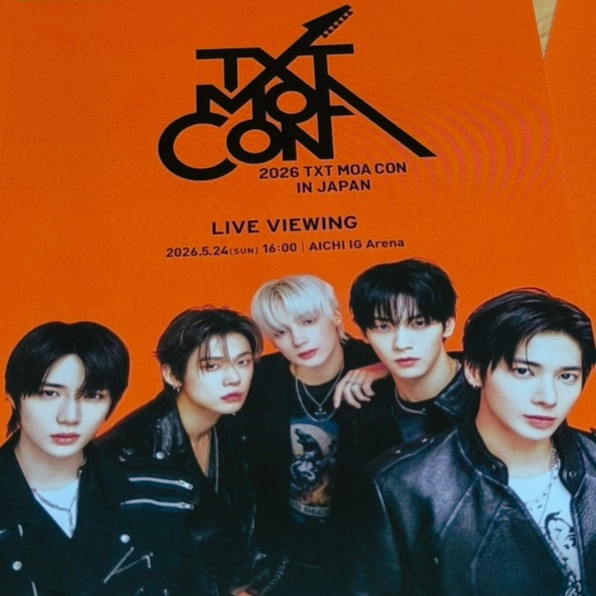 TXT
MOA
CON
2026 TXT MOA CON
IN JAPAN
LIVE VIEWING
2026.5.24(SUN) 16:00 | AICHI IG Arena